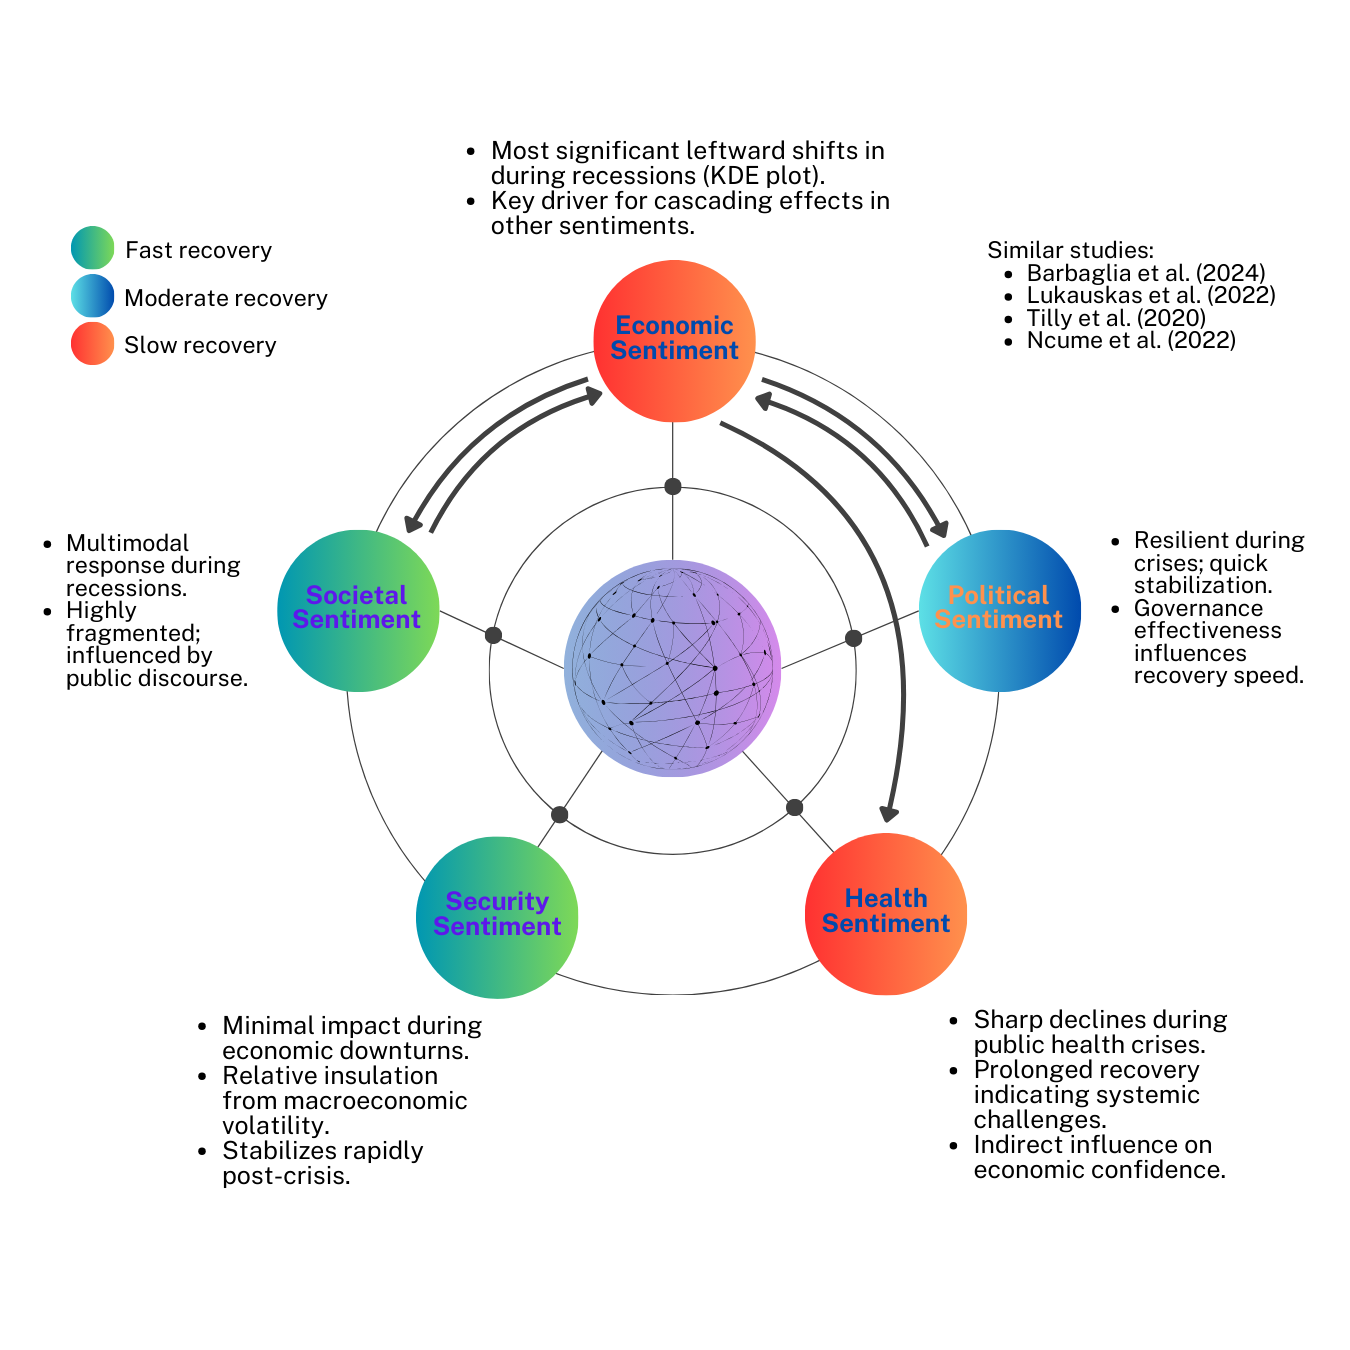 • Most significant leftward shifts in
during recessions (KDE plot).
• Key driver for cascading effects in
other sentiments.
Fast recovery
Moderate recovery
Slow recovery
Similar studies:
• Barbaglia et al. (2024)
• Lukauskas et al. (2022)
• Tilly et al. (2020)
• Ncume et al. (2022)
Economic
Sentiment
• Multimodal
response during
recessions.
• Highly
fragmented;
influenced by
public discourse.
Societal
Sentiment
Political
Sentiment
• Resilient during
crises; quick
stabilization.
• Governance
effectiveness
influences
recovery speed.
Security
Sentiment
Health
Sentiment
• Minimal impact during
economic downturns.
• Relative insulation
from macroeconomic
volatility.
• Stabilizes rapidly
post-crisis.
• Sharp declines during
public health crises.
• Prolonged recovery
indicating systemic
challenges.
• Indirect influence on
economic confidence.